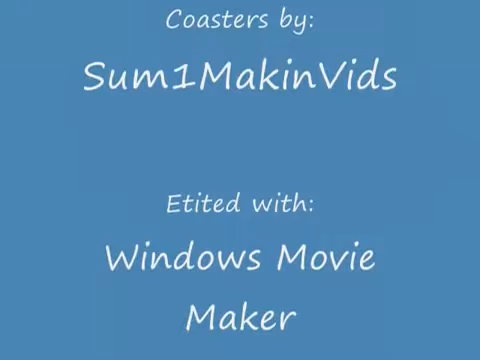 Coasters by:
Sum1MakinVids
Etited with:
Windows Movie
Maker